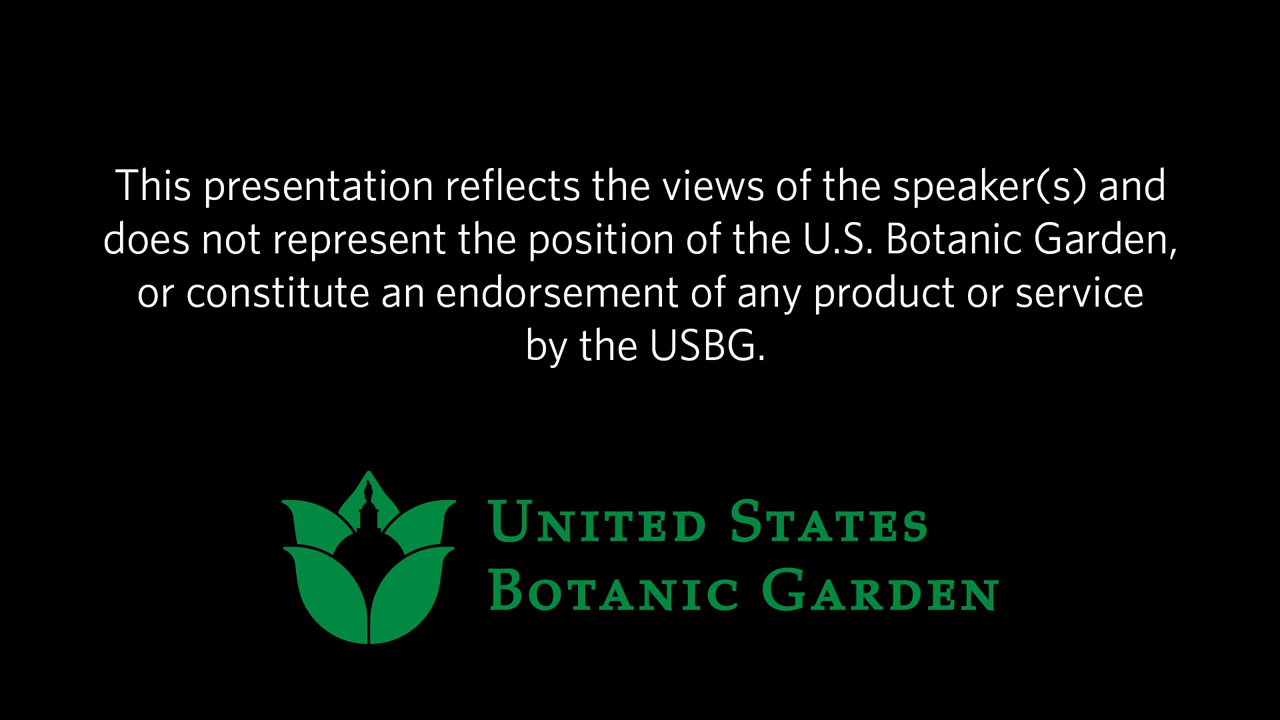 This presentation reflects the views of the speaker(s) and
does not represent the position of the U.S. Botanic Garden,
or constitute an endorsement of any product or service
by the USBG.
UNITED STATES
BOTANIC GARDEN